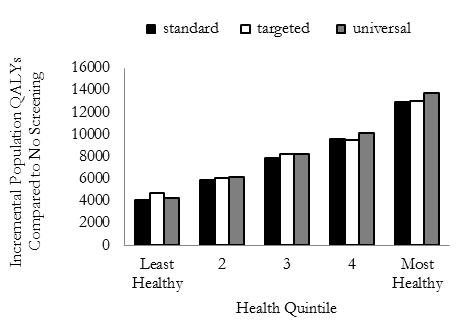 standard targeted universal
Incremental Population QALYs
Compared to No Screening
16000
14000
12000
10000
8000
6000
4000
2000
0
Least Healthy 2 3 4 Most Healthy
Health Quintile